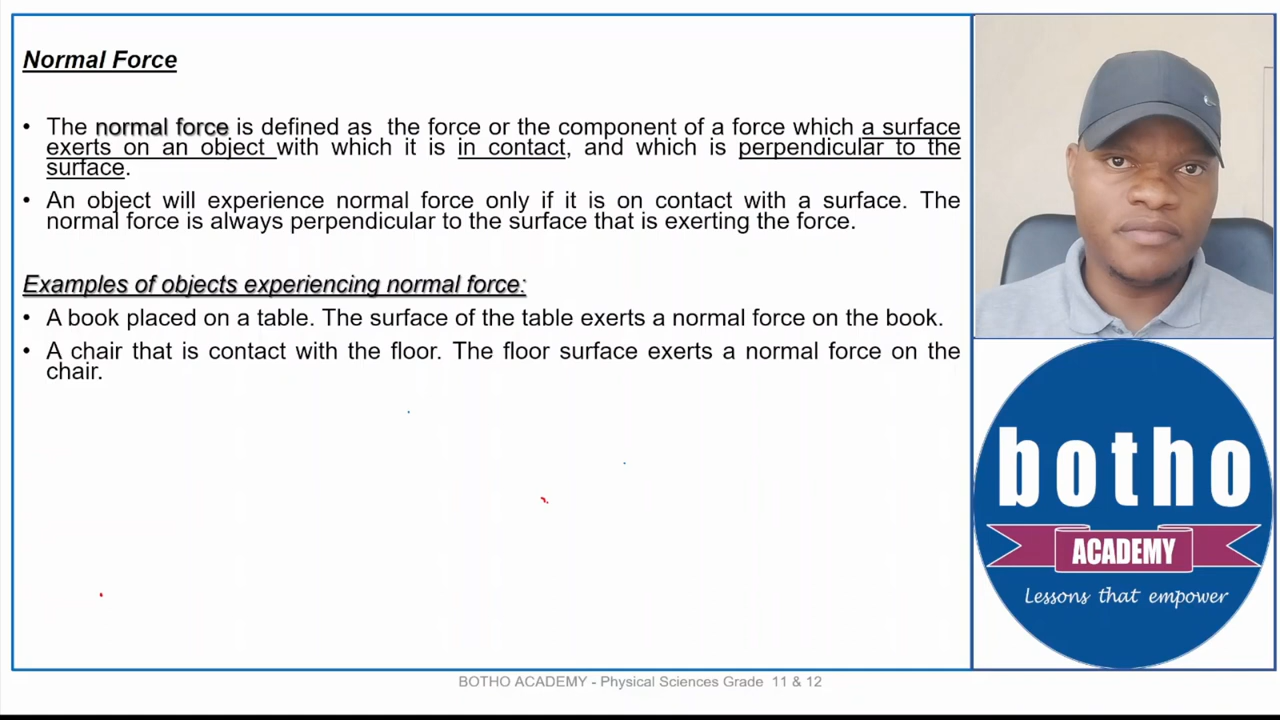 Normal Force
• The normal force is defined as the force or the component of a force which a surface
exerts on an object with which it is in contact, and which is perpendicular to the
surface.
• An object will experience normal force only if it is on contact with a surface. The
normal force is always perpendicular to the surface that is exerting the force.
Examples of objects experiencing normal force:
• A book placed on a table. The surface of the table exerts a normal force on the book.
• A chair that is contact with the floor. The floor surface exerts a normal force on the
chair.
botho
ACADEMY
Lessons that empower
BOTHO ACADEMY - Physical Sciences Grade 11 & 12